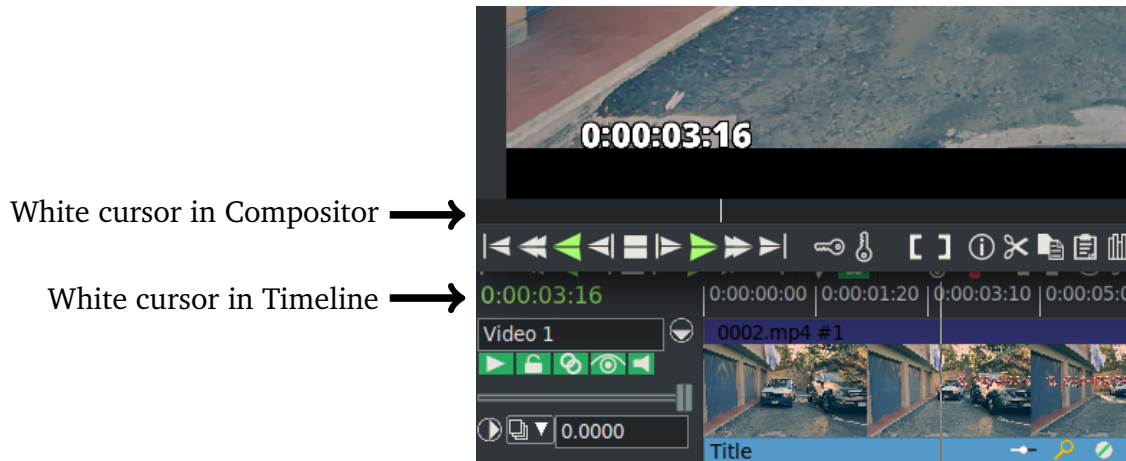 0:00:03:16
White cursor in Compositor
White cursor in Timeline
0:00:03:16
0:00:00:00 0:00:01:20 0:00:03:10 0:00:05:0
Video 1
0002.mp4 #1
0.0000
Title